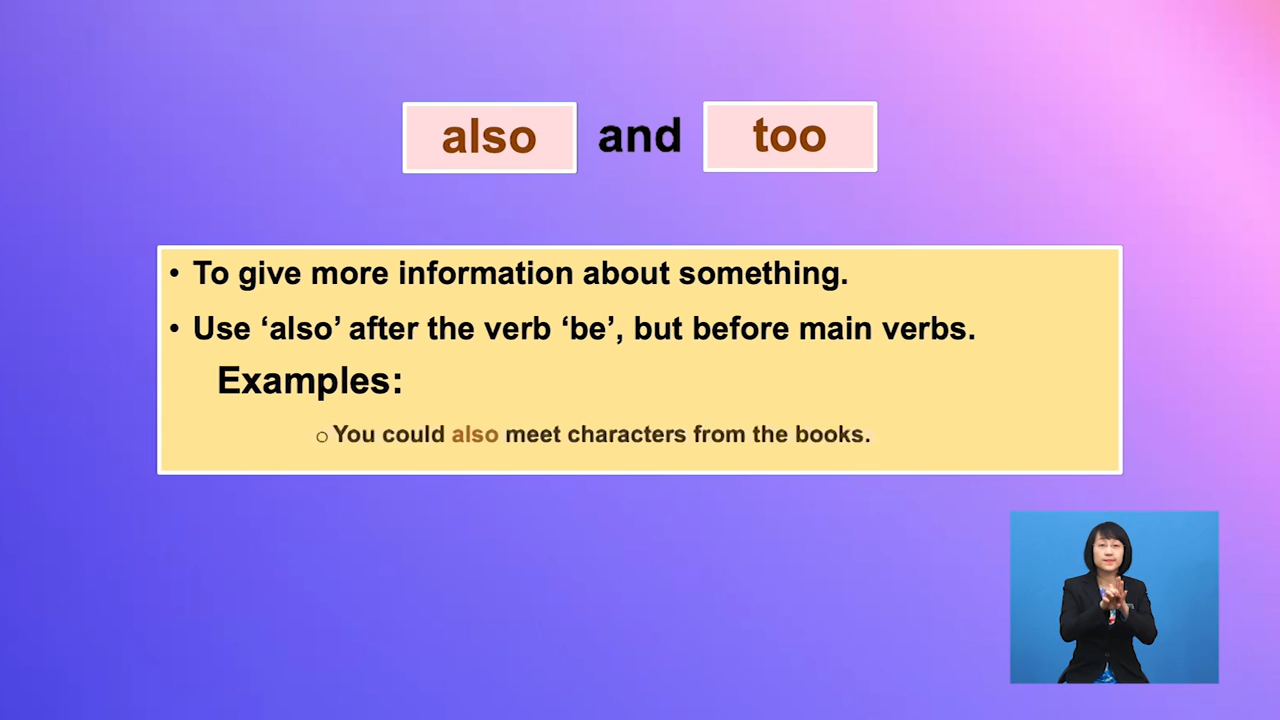 also and too
• To give more information about something.
• Use ‘also’ after the verb ‘be’, but before main verbs.
Examples:
○ You could also meet characters from the books.